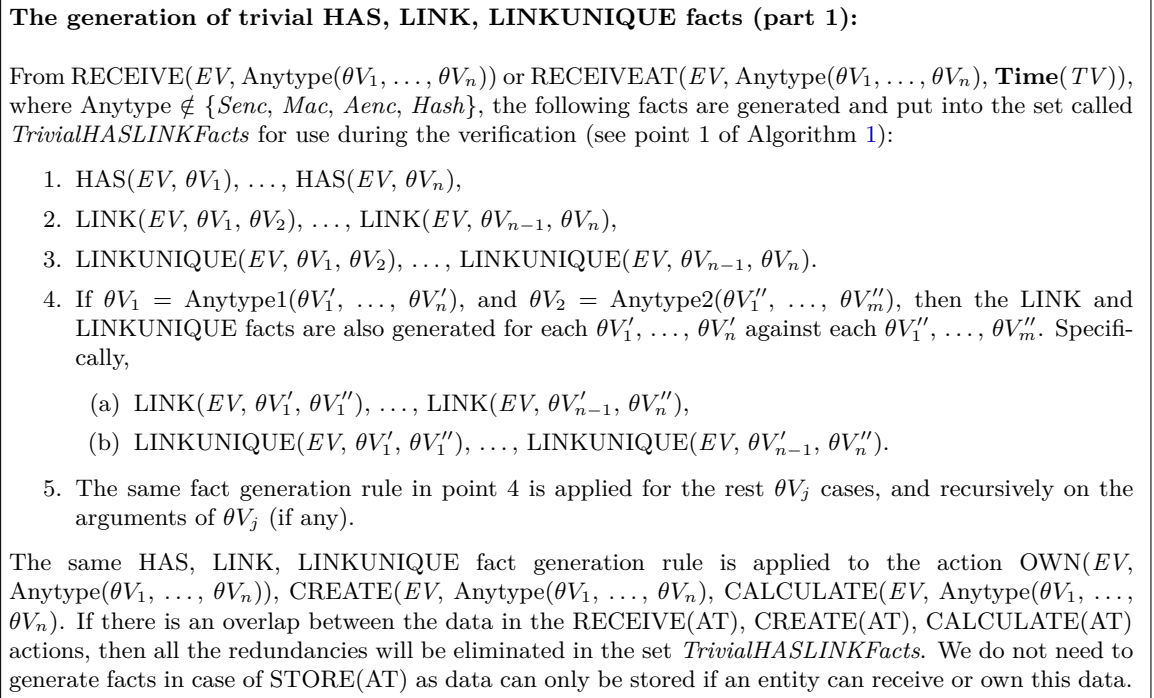 The generation of trivial HAS, LINK, LINKUNIQUE facts (part 1):
From RECEIVE(EV, Anytype(θV₁, …, θVₙ)) or RECEIVEAT(EV, Anytype(θV₁, …, θVₙ), Time(TV)),
where Anytype ∉ {Senc, Mac, Aenc, Hash}, the following facts are generated and put into the set called
TrivialHASLINKFacts for use during the verification (see point 1 of Algorithm 1):
1. HAS(EV, θV₁), …, HAS(EV, θVₙ),
2. LINK(EV, θV₁, θV₂), …, LINK(EV, θVₙ₋₁, θVₙ),
3. LINKUNIQUE(EV, θV₁, θV₂), …, LINKUNIQUE(EV, θVₙ₋₁, θVₙ).
4. If θV₁ = Anytype1(θV′₁, …, θV′ₙ), and θV₂ = Anytype2(θV″₁, …, θV″ₘ), then the LINK and
LINKUNIQUE facts are also generated for each θV′₁, …, θV′ₙ against each θV″₁, …, θV″ₘ. Specifi-
cally,
(a) LINK(EV, θV′₁, θV″₁), …, LINK(EV, θV′ₙ₋₁, θV″ₙ),
(b) LINKUNIQUE(EV, θV′₁, θV″₁), …, LINKUNIQUE(EV, θV′ₙ₋₁, θV″ₙ).
5. The same fact generation rule in point 4 is applied for the rest θVⱼ cases, and recursively on the
arguments of θVⱼ (if any).
The same HAS, LINK, LINKUNIQUE fact generation rule is applied to the action OWN(EV,
Anytype(θV₁, …, θVₙ)), CREATE(EV, Anytype(θV₁, …, θVₙ), CALCULATE(EV, Anytype(θV₁, …,
θVₙ). If there is an overlap between the data in the RECEIVE(AT), CREATE(AT), CALCULATE(AT)
actions, then all the redundancies will be eliminated in the set TrivialHASLINKFacts. We do not need to
generate facts in case of STORE(AT) as data can only be stored if an entity can receive or own this data.